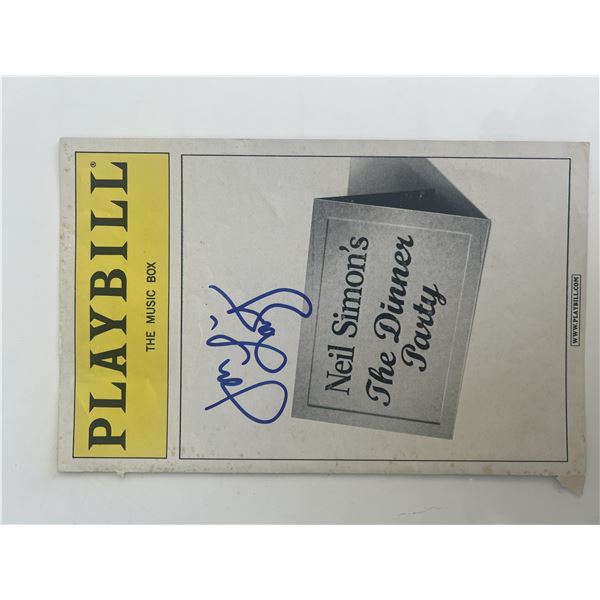 PLAYBILL®
THE MUSIC BOX
Neil Simon's
The Dinner
Party
WWW.PLAYBILL.COM